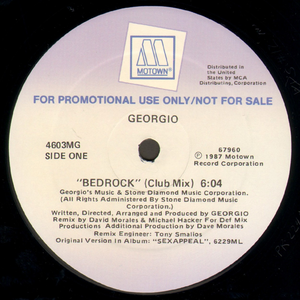 MOTOWN®
Distributed in
the United
States by MCA
Distributing, Corporation
FOR PROMOTIONAL USE ONLY/NOT FOR SALE
GEORGIO
4603MG
SIDE ONE
67960
℗ 1987 Motown
Record Corporation
"BEDROCK" (Club Mix) 6:04
Georgio's Music & Stone Diamond Music Corporation.
(All Rights Administered By Stone Diamond Music
Corporation.)
Written, Directed, Arranged and Produced by GEORGIO
Remix by David Morales & Michael Hacker For Def Mix
Productions Additional Production by Dave Morales
Remix Engineer: Tony Smalios
Original Version In Album: "SEXAPPEAL", 6229ML